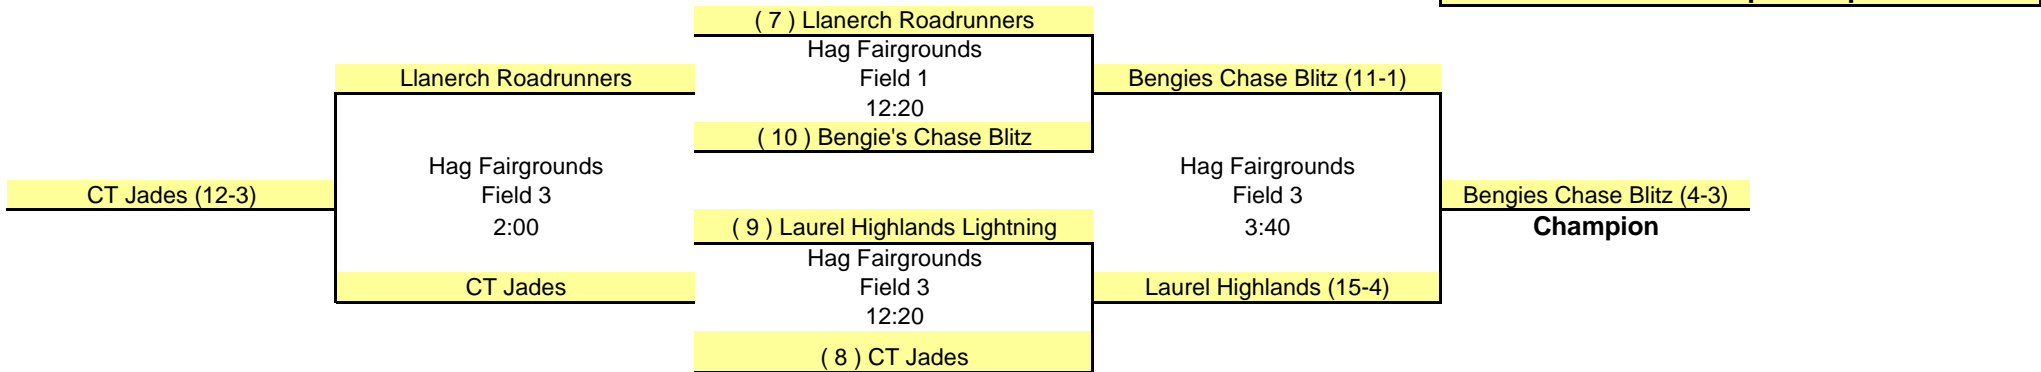 ( 7 ) Llanerch Roadrunners
Hag Fairgrounds
Llanerch Roadrunners
Field 1
Bengies Chase Blitz (11-1)
12:20
( 10 ) Bengie's Chase Blitz
Hag Fairgrounds
Hag Fairgrounds
CT Jades (12-3)
Field 3
Field 3
Bengies Chase Blitz (4-3)
2:00
( 9 ) Laurel Highlands Lightning
3:40
Champion
Hag Fairgrounds
CT Jades
Field 3
Laurel Highlands (15-4)
12:20
( 8 ) CT Jades